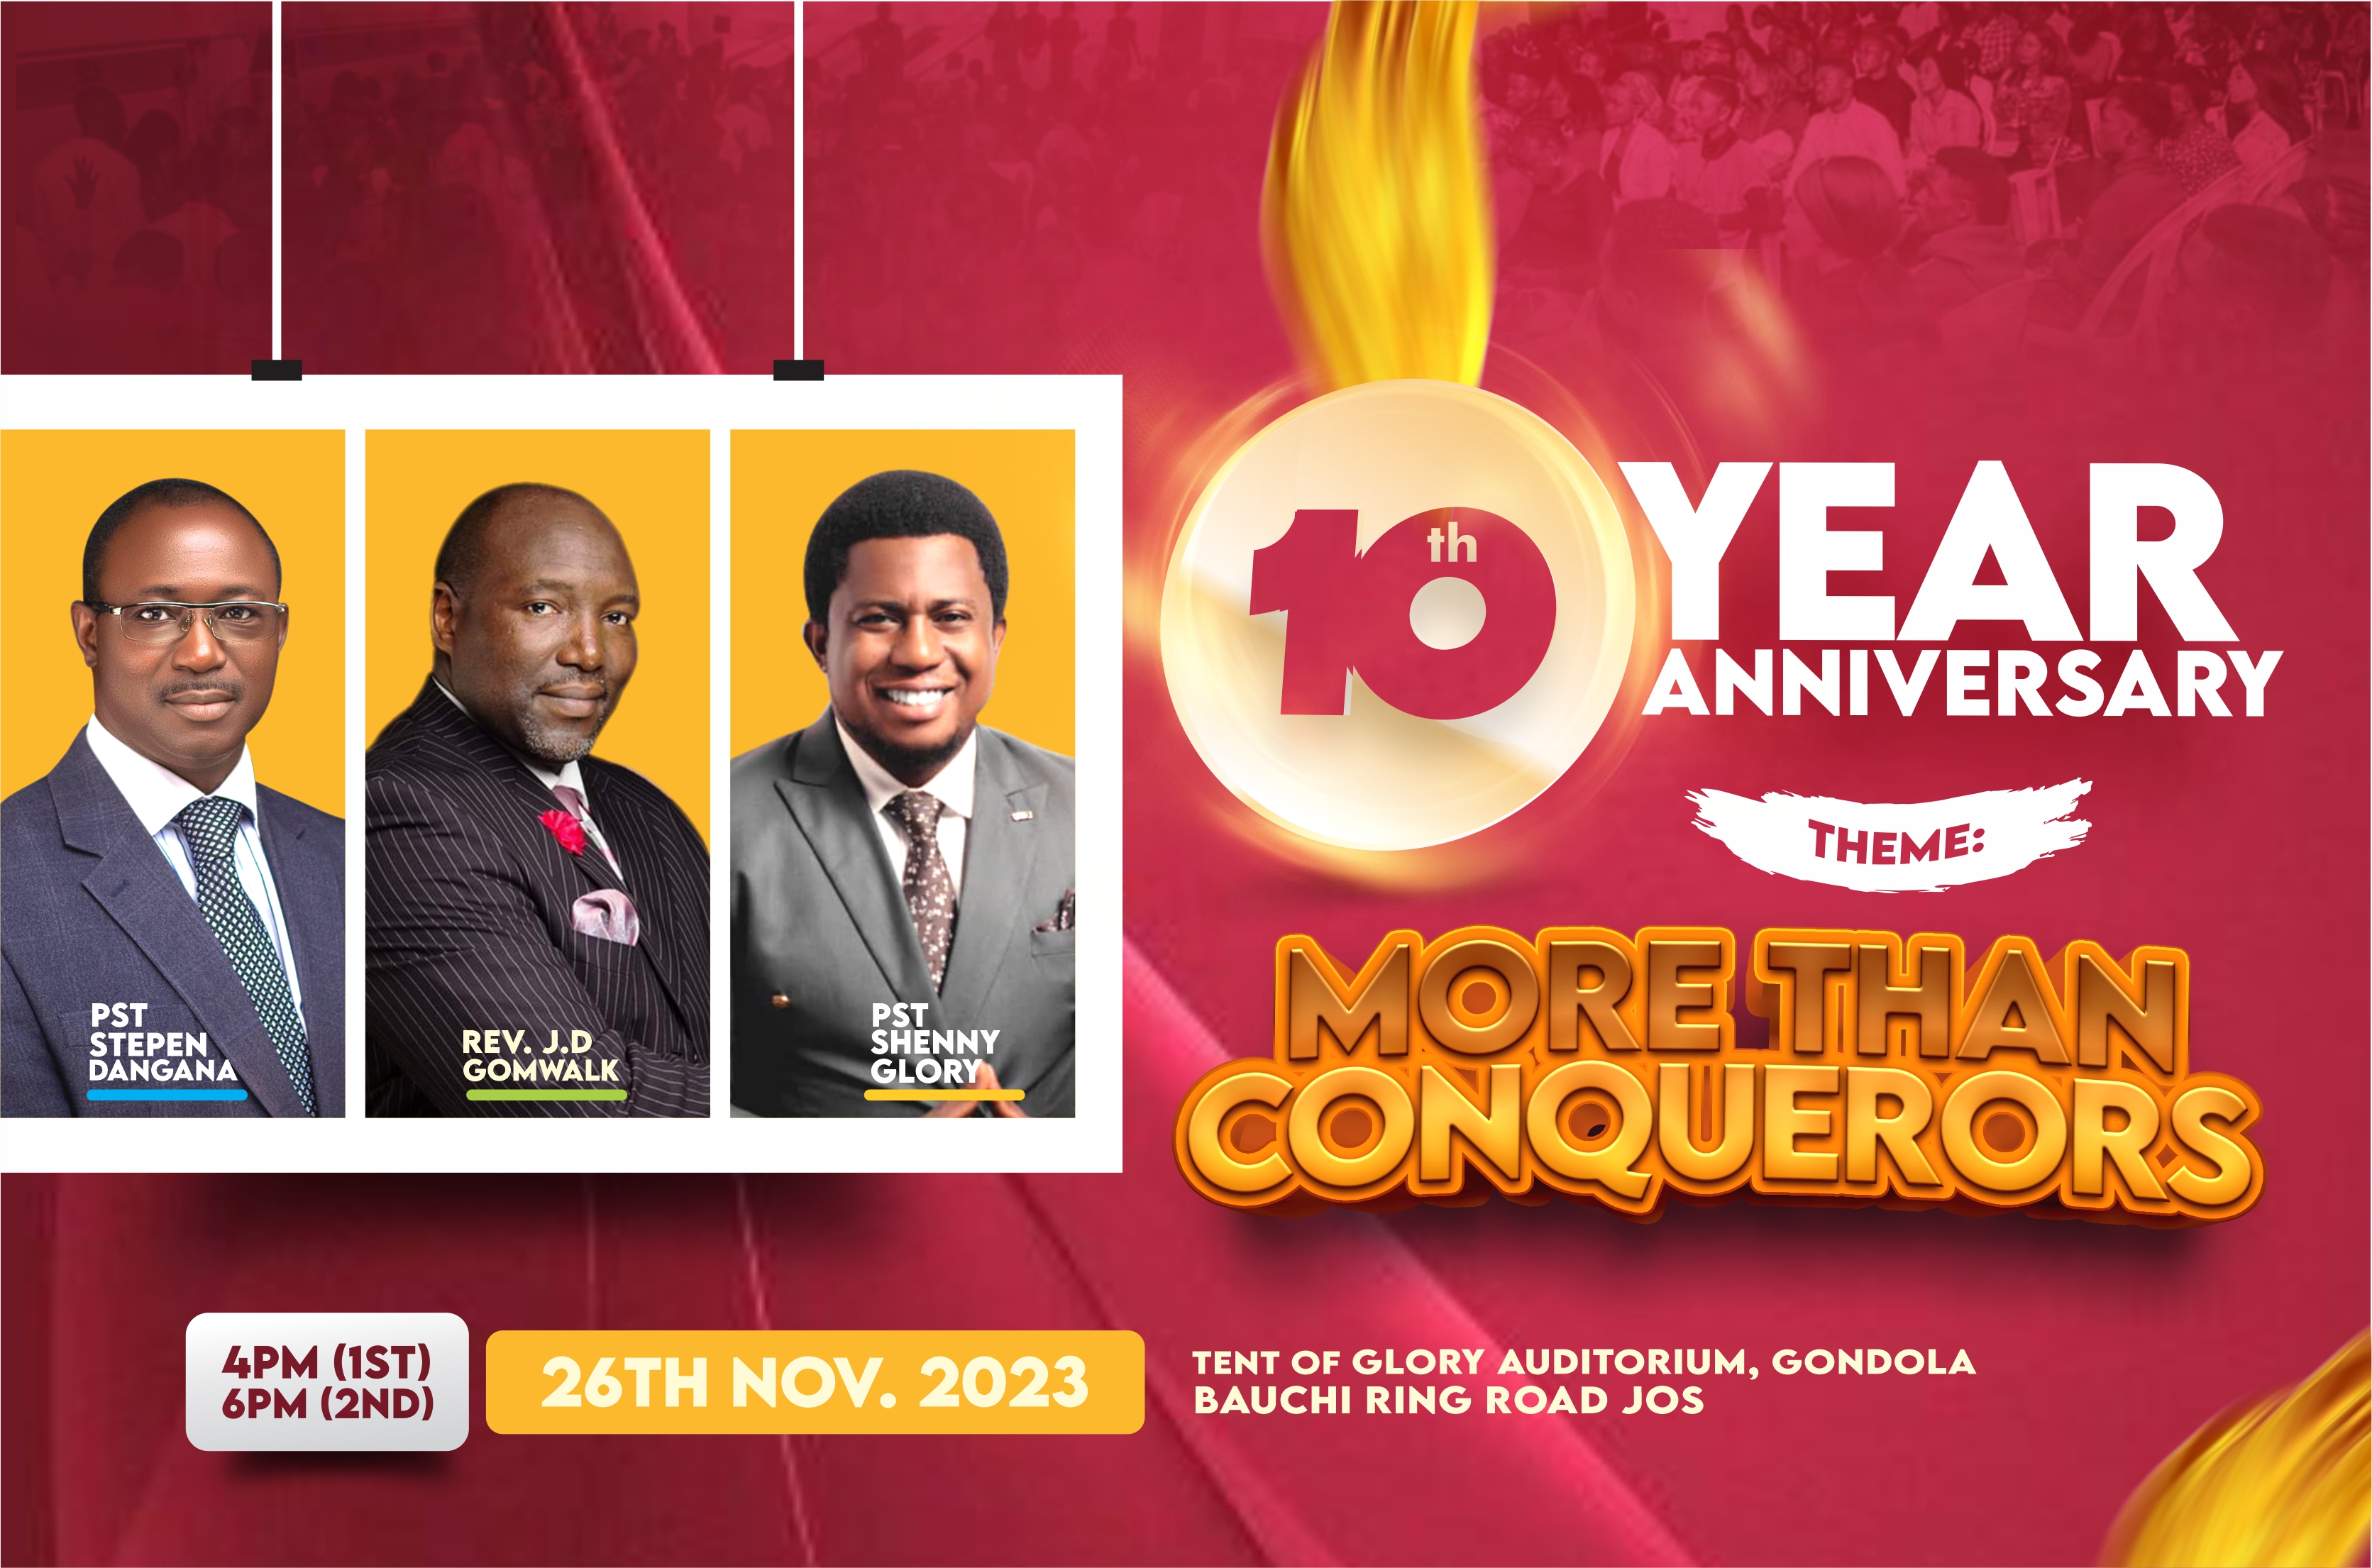 10th
YEAR
ANNIVERSARY
THEME:
MORE THAN
CONQUERORS
PST
STEPEN
DANGANA
REV. J.D
GOMWALK
PST
SHENNY
GLORY
4PM (1ST)
6PM (2ND)
26TH NOV. 2023
TENT OF GLORY AUDITORIUM, GONDOLA
BAUCHI RING ROAD JOS